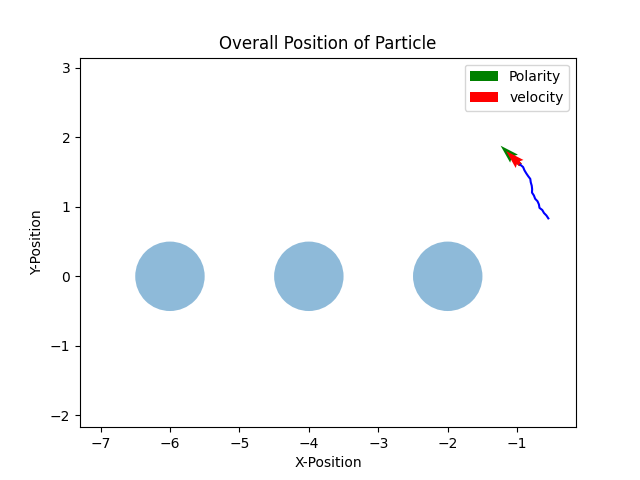 Overall Position of Particle
Polarity
velocity
3
2
1
0
−1
−2
Y-Position
−7 −6 −5 −4 −3 −2 −1
X-Position